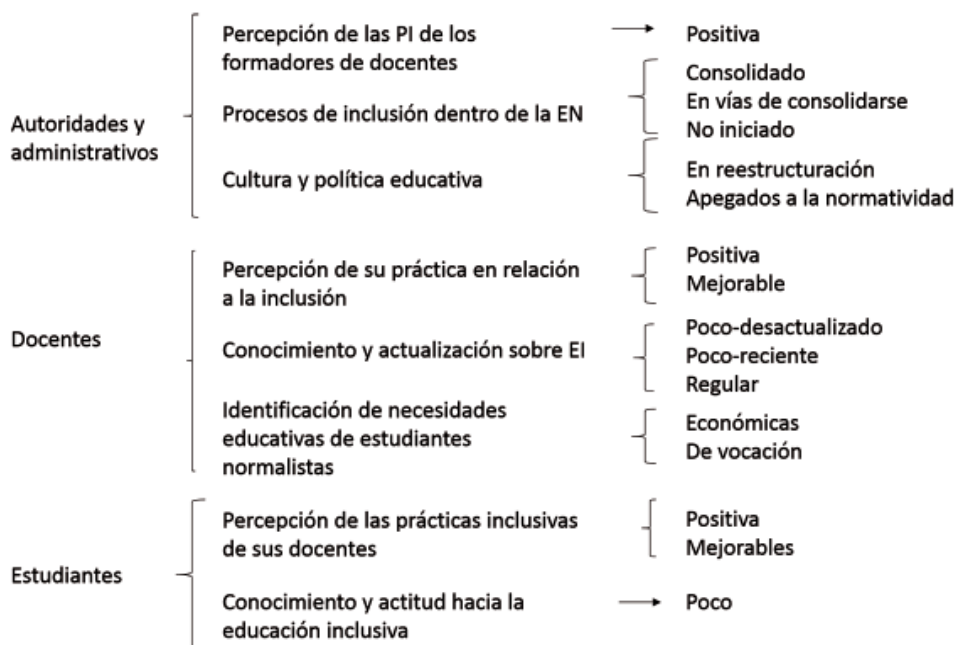 Autoridades y
administrativos
Percepción de las PI de los
formadores de docentes
Positiva
Procesos de inclusión dentro de la EN
Consolidado
En vías de consolidarse
No iniciado
Cultura y política educativa
En reestructuración
Apegados a la normatividad
Docentes
Percepción de su práctica en relación
a la inclusión
Positiva
Mejorable
Conocimiento y actualización sobre EI
Poco-desactualizado
Poco-reciente
Regular
Identificación de necesidades
educativas de estudiantes
normalistas
Económicas
De vocación
Estudiantes
Percepción de las prácticas inclusivas
de sus docentes
Positiva
Mejorables
Conocimiento y actitud hacia la
educación inclusiva
Poco